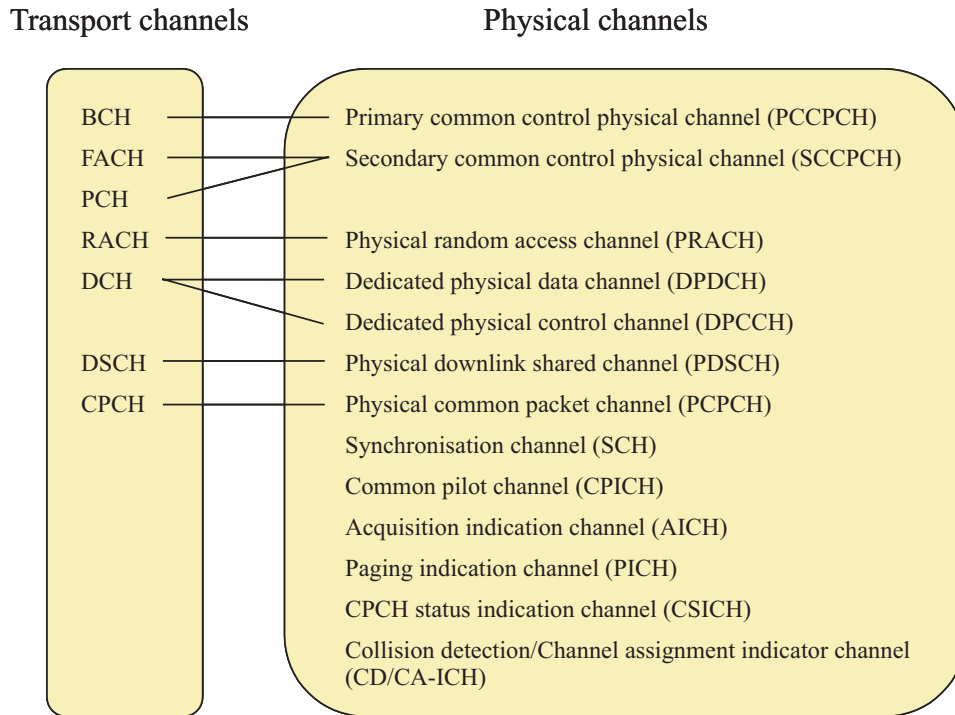 Transport channels
Physical channels
BCH
Primary common control physical channel (PCCPCH)
FACH
Secondary common control physical channel (SCCPCH)
PCH
RACH
Physical random access channel (PRACH)
DCH
Dedicated physical data channel (DPDCH)
Dedicated physical control channel (DPCCH)
DSCH
Physical downlink shared channel (PDSCH)
CPCH
Physical common packet channel (PCPCH)
Synchronisation channel (SCH)
Common pilot channel (CPICH)
Acquisition indication channel (AICH)
Paging indication channel (PICH)
CPCH status indication channel (CSICH)
Collision detection/Channel assignment indicator channel
(CD/CA-ICH)